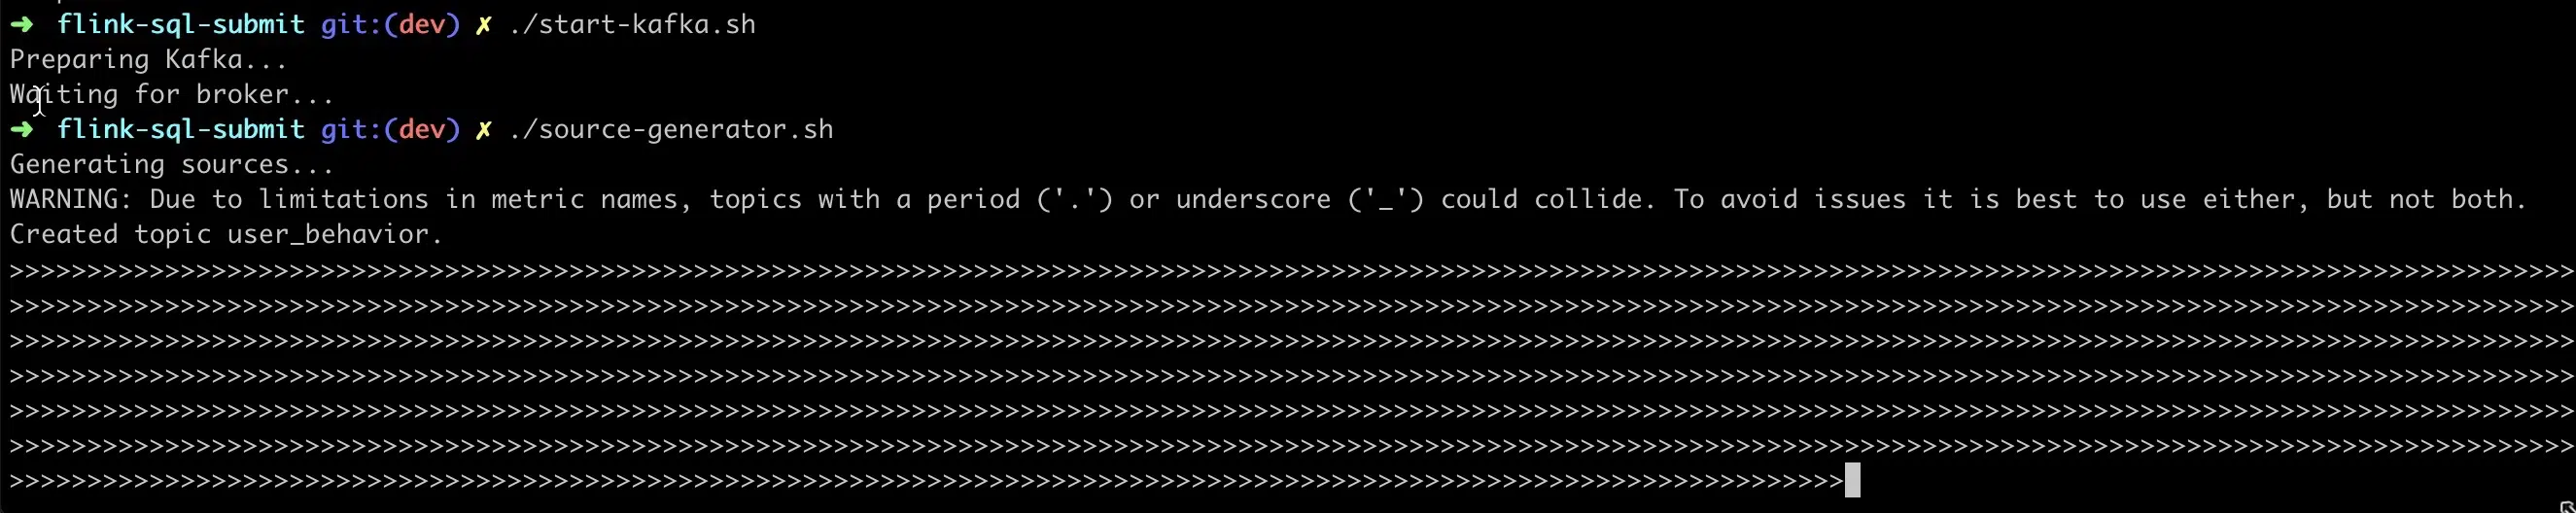 ➜  flink-sql-submit git:(dev) ✗ ./start-kafka.sh
Preparing Kafka...
Waiting for broker...
➜  flink-sql-submit git:(dev) ✗ ./source-generator.sh
Generating sources...
WARNING: Due to limitations in metric names, topics with a period ('.') or underscore ('_') could collide. To avoid issues it is best to use either, but not both.
Created topic user_behavior.
>>>>>>>>>>>>>>>>>>>>>>>>>>>>>>>>>>>>>>>>>>>>>>>>>>>>>>>>>>>>>>>>>>>>>>>>>>>>>>>>>>>>>>>>>>>>>>>>>>>>>>>>>>>>>>>>>>>>>>>>>>>>>>>>>>>>>>>>>>>>>>>>>>>>>>>>>>>>>>>>>>>>>>>>>
>>>>>>>>>>>>>>>>>>>>>>>>>>>>>>>>>>>>>>>>>>>>>>>>>>>>>>>>>>>>>>>>>>>>>>>>>>>>>>>>>>>>>>>>>>>>>>>>>>>>>>>>>>>>>>>>>>>>>>>>>>>>>>>>>>>>>>>>>>>>>>>>>>>>>>>>>>>>>>>>>>>>>>>>>
>>>>>>>>>>>>>>>>>>>>>>>>>>>>>>>>>>>>>>>>>>>>>>>>>>>>>>>>>>>>>>>>>>>>>>>>>>>>>>>>>>>>>>>>>>>>>>>>>>>>>>>>>>>>>>>>>>>>>>>>>>>>>>>>>>>>>>>>>>>>>>>>>>>>>>>>>>>>>>>>>>>>>>>>>
>>>>>>>>>>>>>>>>>>>>>>>>>>>>>>>>>>>>>>>>>>>>>>>>>>>>>>>>>>>>>>>>>>>>>>>>>>>>>>>>>>>>>>>>>>>>>>>>>>>>>>>>>>>>>>>>>>>>>>>>>>>>>>>>>>>>>>>>>>>>>>>>>>>>>>>>>>>>>>>>>>>>>>>>>
>>>>>>>>>>>>>>>>>>>>>>>>>>>>>>>>>>>>>>>>>>>>>>>>>>>>>>>>>>>>>>>>>>>>>>>>>>>>>>>>>>>>>>>>>>>>>>>>>>>>>>>>>>>>>>>>>>>>>>>>>>>>>>>>>>>>>>>>>>>>>>>>>>>>>>>>>>>>>>>>>>>>>>>>>
>>>>>>>>>>>>>>>>>>>>>>>>>>>>>>>>>>>>>>>>>>>>>>>>>>>>>>>>>>>>>>>>>>>>>>>>>>>>>>>>>>>>>>>>>>>>>>>>>>>>>>>>>>>>>>>>>>>>>>>>>>>>>>>>>>>>>>>>>>>>>>>>>>>>>>>>>>>>>>>>>>>>>>>>>
>>>>>>>>>>>>>>>>>>>>>>>>>>>>>>>>>>>>>>>>>>>>>>>>>>>>>>>>>>>>>>>>>>>>>>>>>>>>>>>>>>>>>>>>>>>>>>>>>>>>>>>>>>>>>>>>>>>>>>